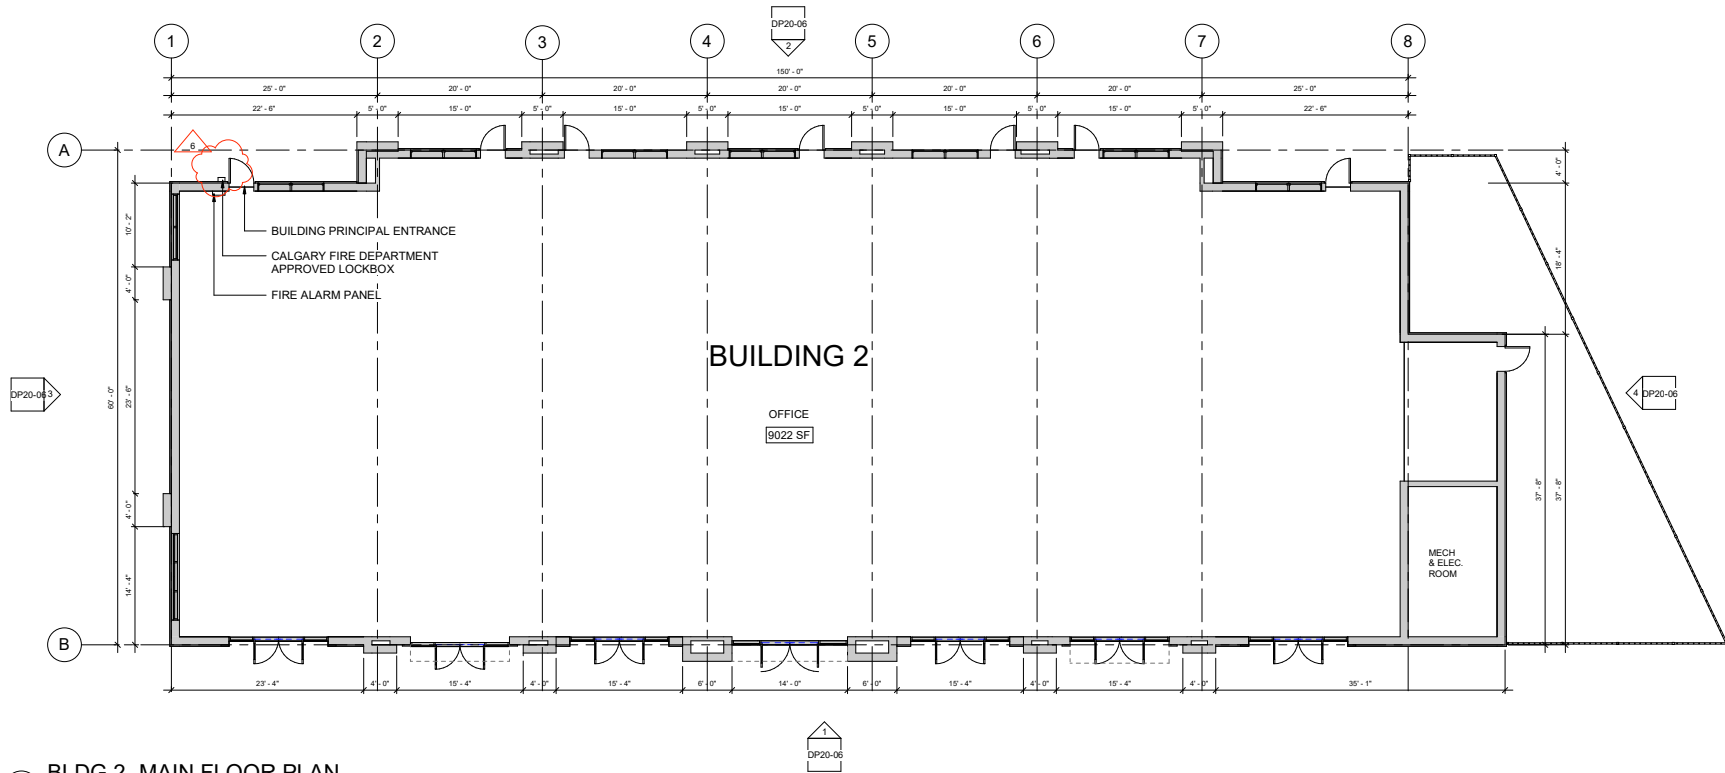 DP20-06
2
1
2
3
4
5
6
7
8
150' - 0"
25' - 0"
20' - 0"
20' - 0"
20' - 0"
20' - 0"
20' - 0"
25' - 0"
22' - 6"
5' - 0"
15' - 0"
5' - 0"
15' - 0"
5' - 0"
15' - 0"
5' - 0"
15' - 0"
5' - 0"
15' - 0"
5' - 0"
22' - 6"
A
6
4' - 0"
10' - 2"
BUILDING PRINCIPAL ENTRANCE
CALGARY FIRE DEPARTMENT
APPROVED LOCKBOX
FIRE ALARM PANEL
18' - 4"
4' - 0"
BUILDING 2
DP20-06
3
60' - 0"
23' - 6"
4
DP20-06
OFFICE
9022 SF
4' - 0"
37' - 8"
37' - 8"
MECH
& ELEC.
ROOM
14' - 4"
B
23' - 4"
4' - 0"
15' - 4"
4' - 0"
15' - 4"
6' - 0"
14' - 0"
6' - 0"
15' - 4"
4' - 0"
15' - 4"
4' - 0"
35' - 1"
1
DP20-06
BLDG 2 MAIN FLOOR PLAN